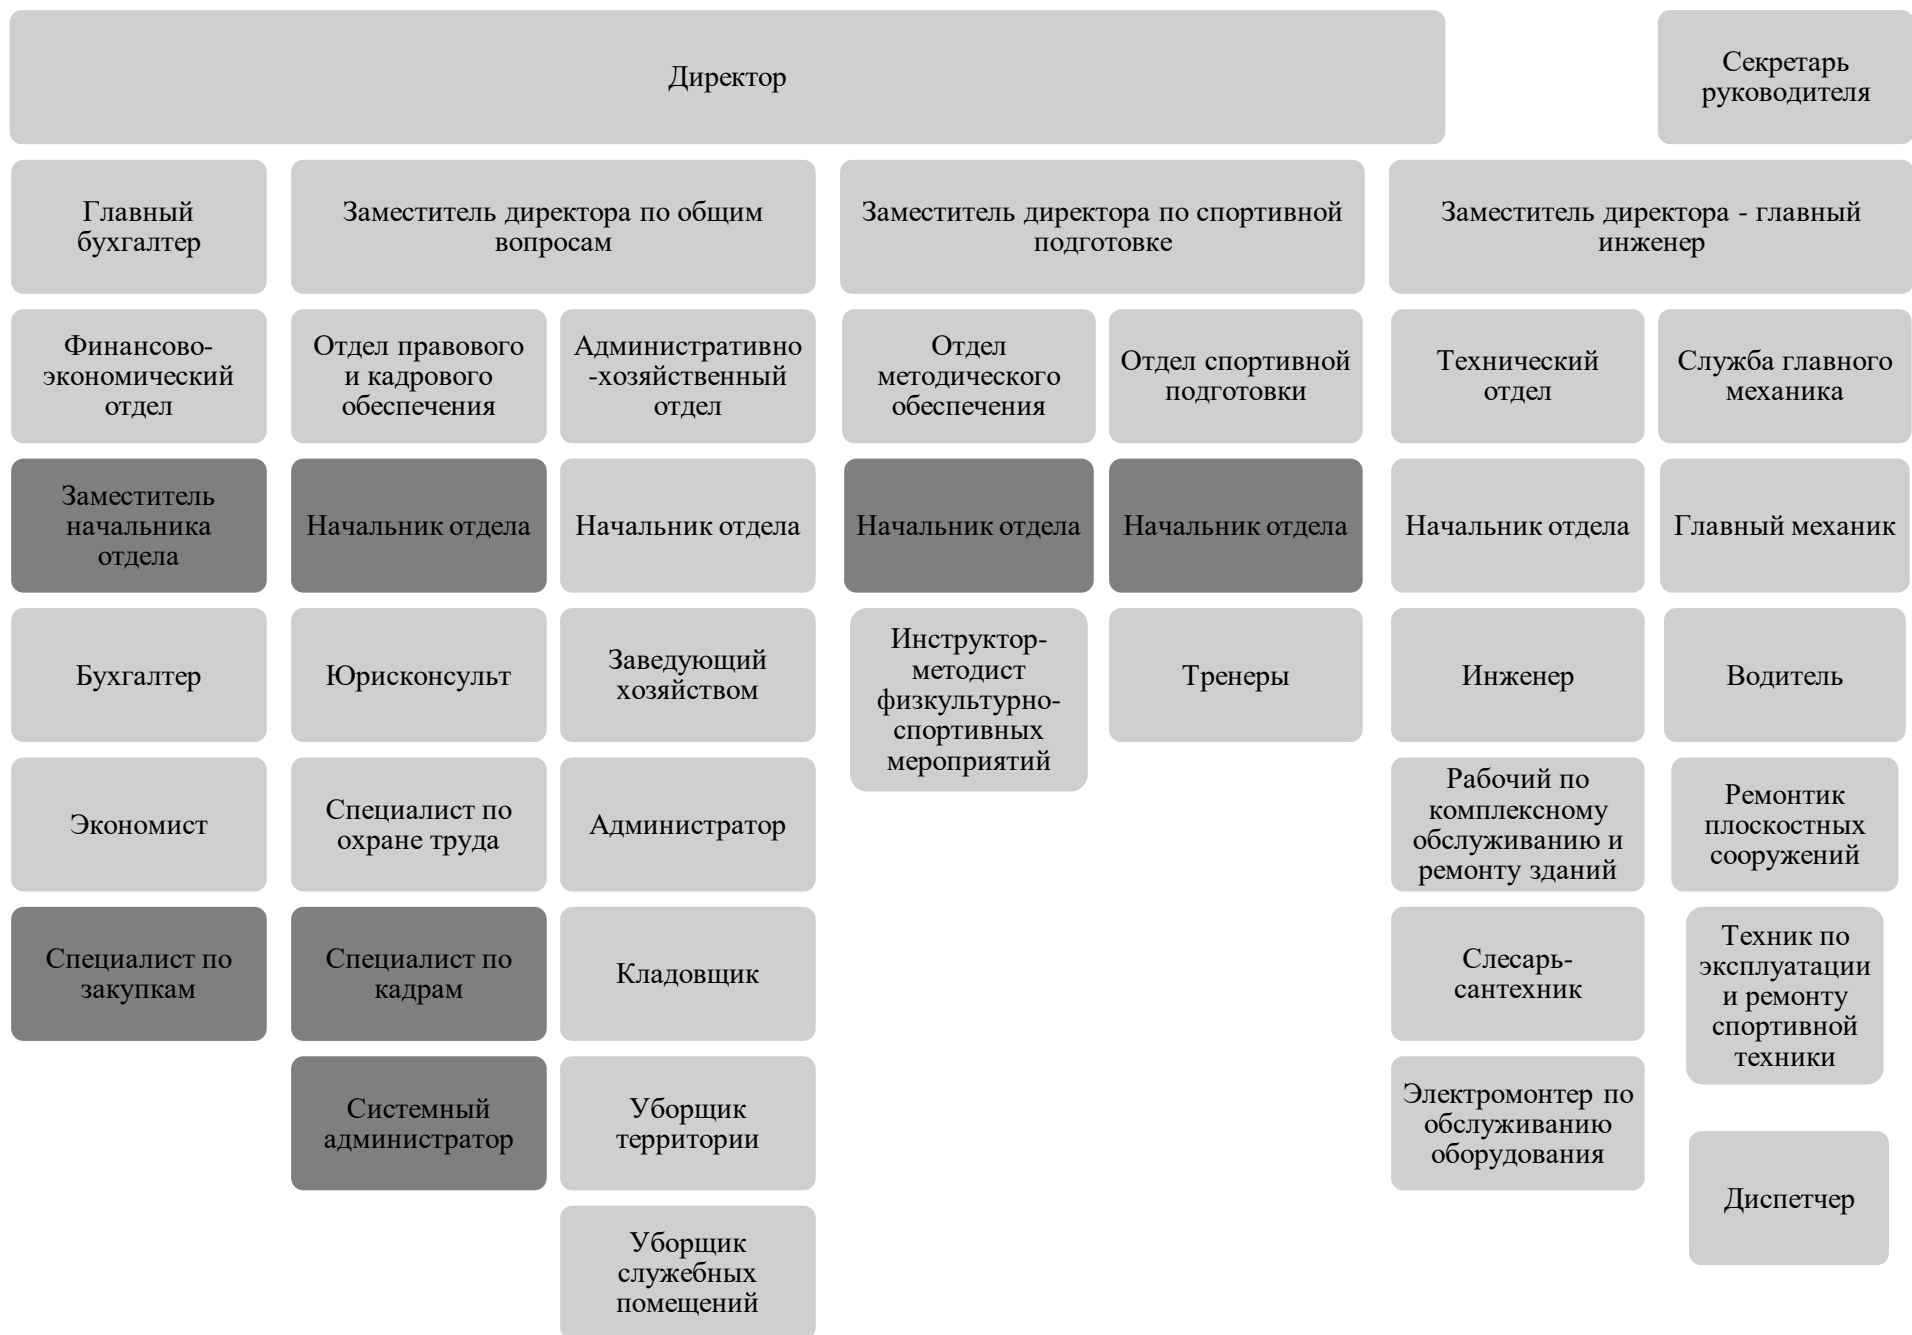 Директор
Секретарь
руководителя
Главный
бухгалтер
Заместитель директора по общим
вопросам
Заместитель директора по спортивной
подготовке
Заместитель директора - главный
инженер
Финансово-
экономический
отдел
Отдел правового
и кадрового
обеспечения
Административно
-хозяйственный
отдел
Отдел
методического
обеспечения
Отдел спортивной
подготовки
Технический
отдел
Служба главного
механика
Заместитель
начальника
отдела
Начальник отдела
Начальник отдела
Начальник отдела
Начальник отдела
Начальник отдела
Главный механик
Бухгалтер
Юрисконсульт
Заведующий
хозяйством
Инструктор-
методист
физкультурно-
спортивных
мероприятий
Тренеры
Инженер
Водитель
Экономист
Специалист по
охране труда
Администратор
Рабочий по
комплексному
обслуживанию и
ремонту зданий
Ремонтик
плоскостных
сооружений
Специалист по
закупкам
Специалист по
кадрам
Кладовщик
Слесарь-
сантехник
Техник по
эксплуатации
и ремонту
спортивной
техники
Системный
администратор
Уборщик
территории
Электромонтер по
обслуживанию
оборудования
Диспетчер
Уборщик
служебных
помещений